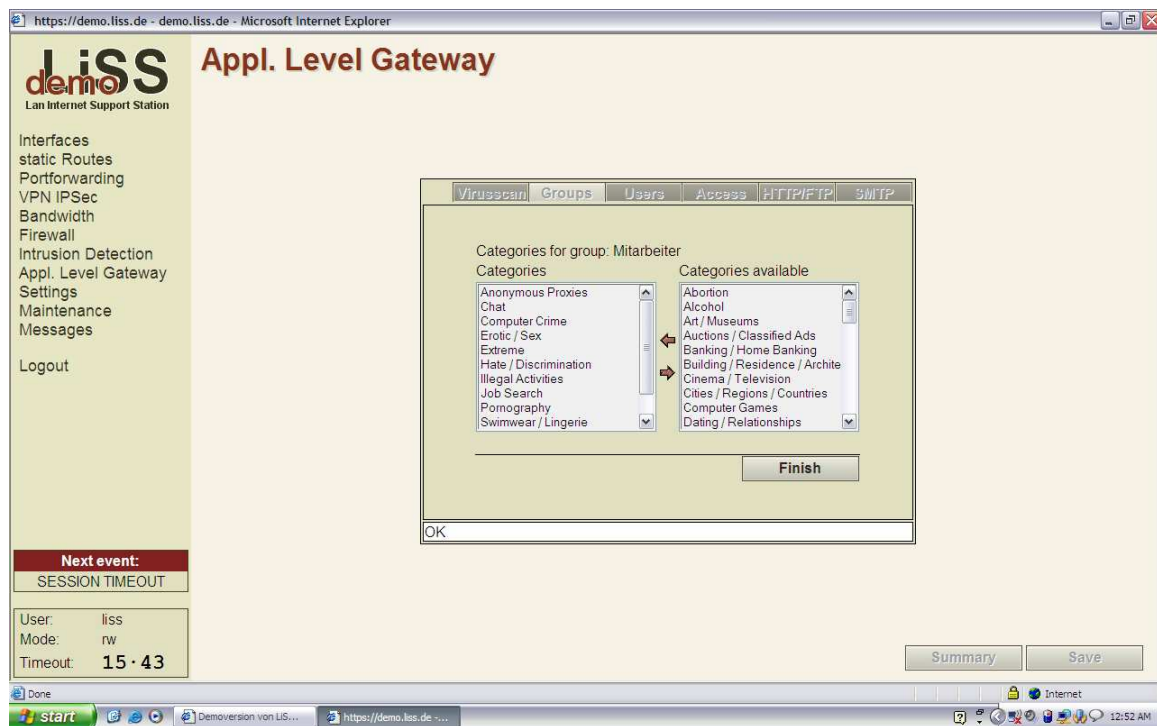 https://demo.liss.de - demo.liss.de - Microsoft Internet Explorer
LiSS
demo
Lan Internet Support Station
Appl. Level Gateway
Interfaces
static Routes
Portforwarding
VPN IPSec
Bandwidth
Firewall
Intrusion Detection
Appl. Level Gateway
Settings
Maintenance
Messages
Logout
Virusscan Groups Users Access HTTP/FTP SMTP
Categories for group: Mitarbeiter
Categories
Anonymous Proxies
Chat
Computer Crime
Erotic / Sex
Extreme
Hate / Discrimination
Illegal Activities
Job Search
Pornography
Swimwear / Lingerie
Categories available
Abortion
Alcohol
Art / Museums
Auctions / Classified Ads
Banking / Home Banking
Building / Residence / Archite
Cinema / Television
Cities / Regions / Countries
Computer Games
Dating / Relationships
Finish
OK
Next event:
SESSION TIMEOUT
User: liss
Mode: rw
Timeout: 15·43
Summary Save
Done Internet
start Demoversion von LiS... https://demo.liss.de -... 12:52 AM